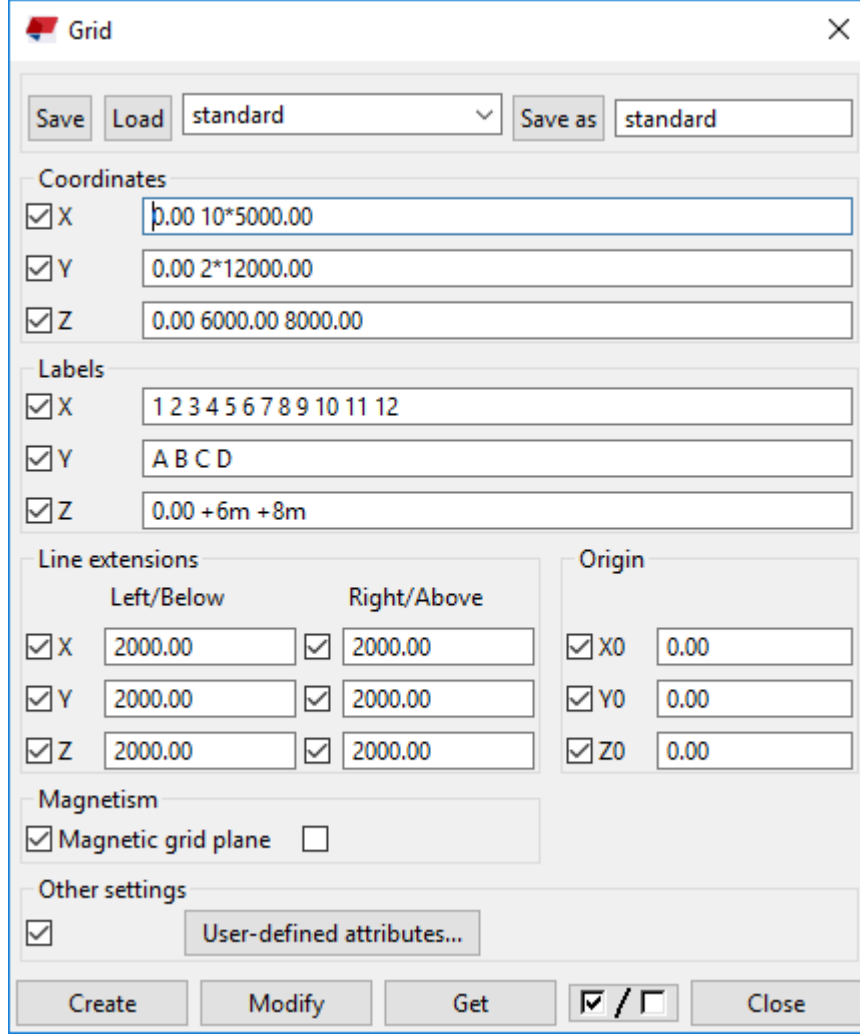 Grid
Save Load standard Save as standard
Coordinates
X 0.00 10*5000.00
Y 0.00 2*12000.00
Z 0.00 6000.00 8000.00
Labels
X 1 2 3 4 5 6 7 8 9 10 11 12
Y A B C D
Z 0.00 +6m +8m
Line extensions Origin
Left/Below Right/Above
X 2000.00 2000.00 X0 0.00
Y 2000.00 2000.00 Y0 0.00
Z 2000.00 2000.00 Z0 0.00
Magnetism
Magnetic grid plane
Other settings
User-defined attributes...
Create Modify Get / Close